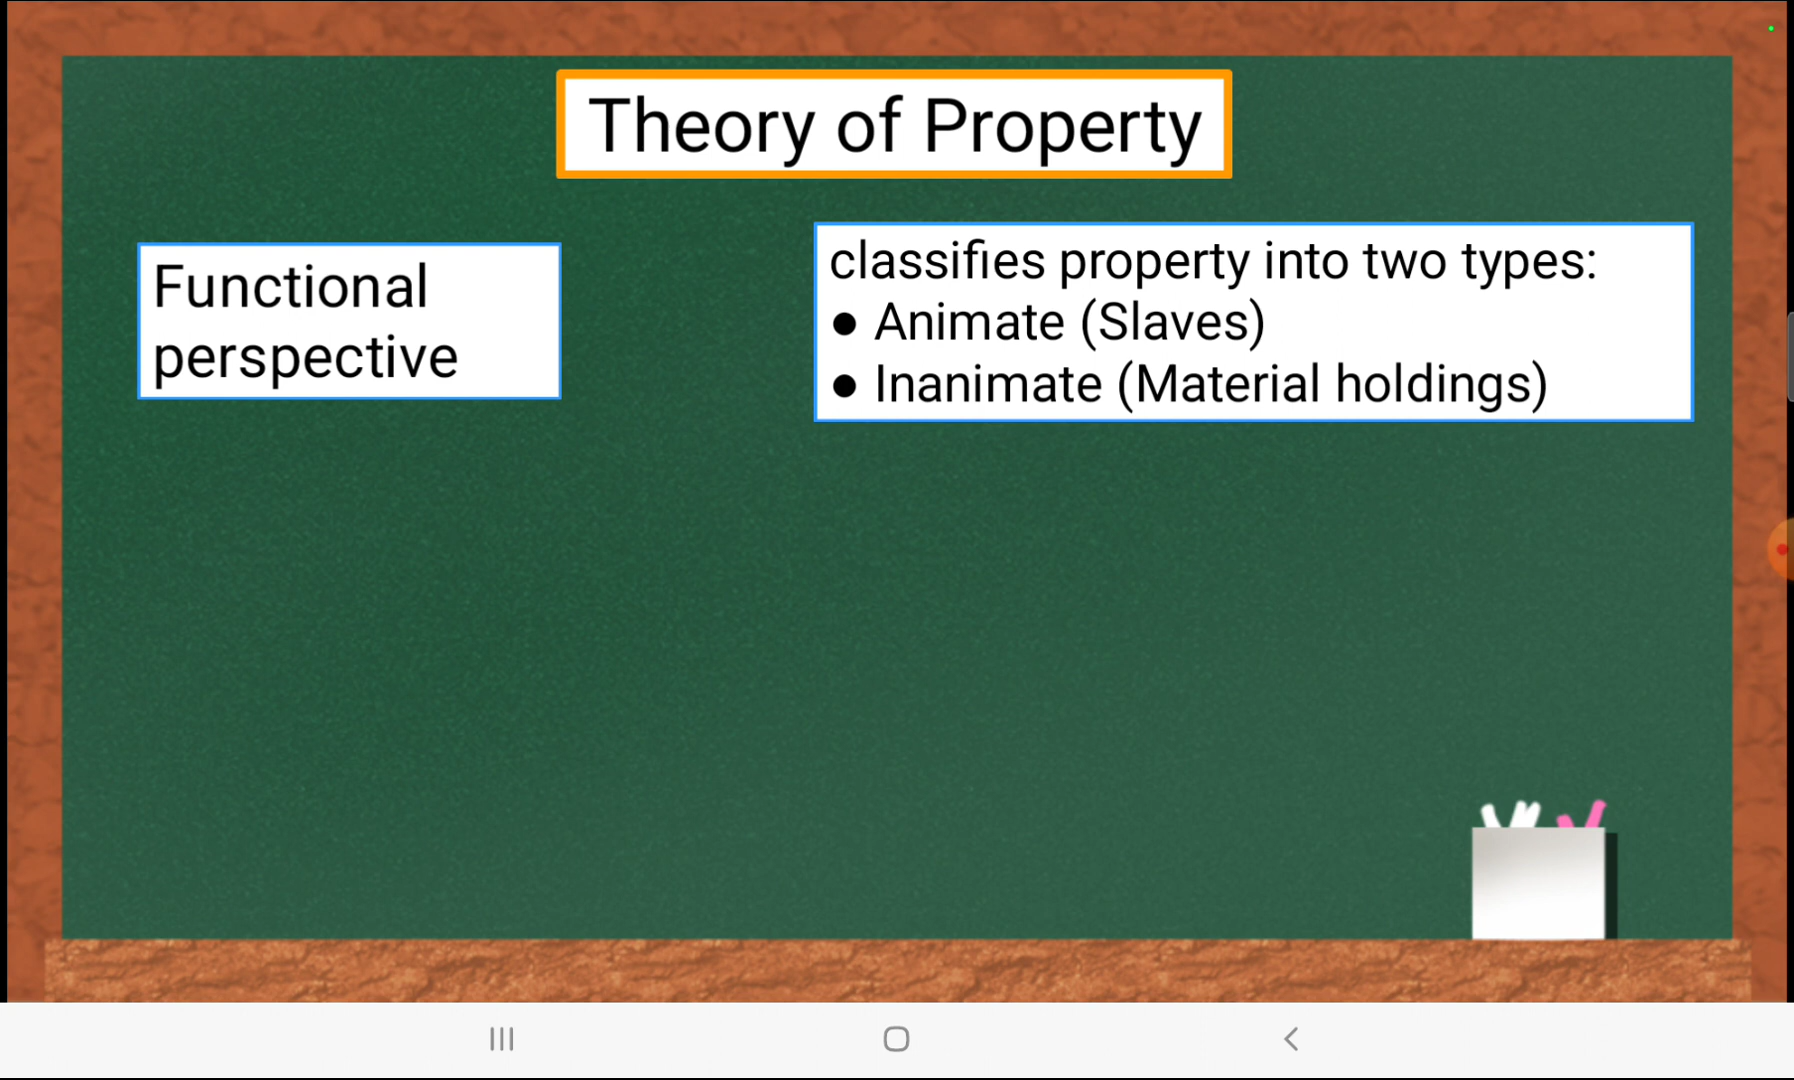 Theory of Property
Functional
perspective
classifies property into two types:
● Animate (Slaves)
● Inanimate (Material holdings)